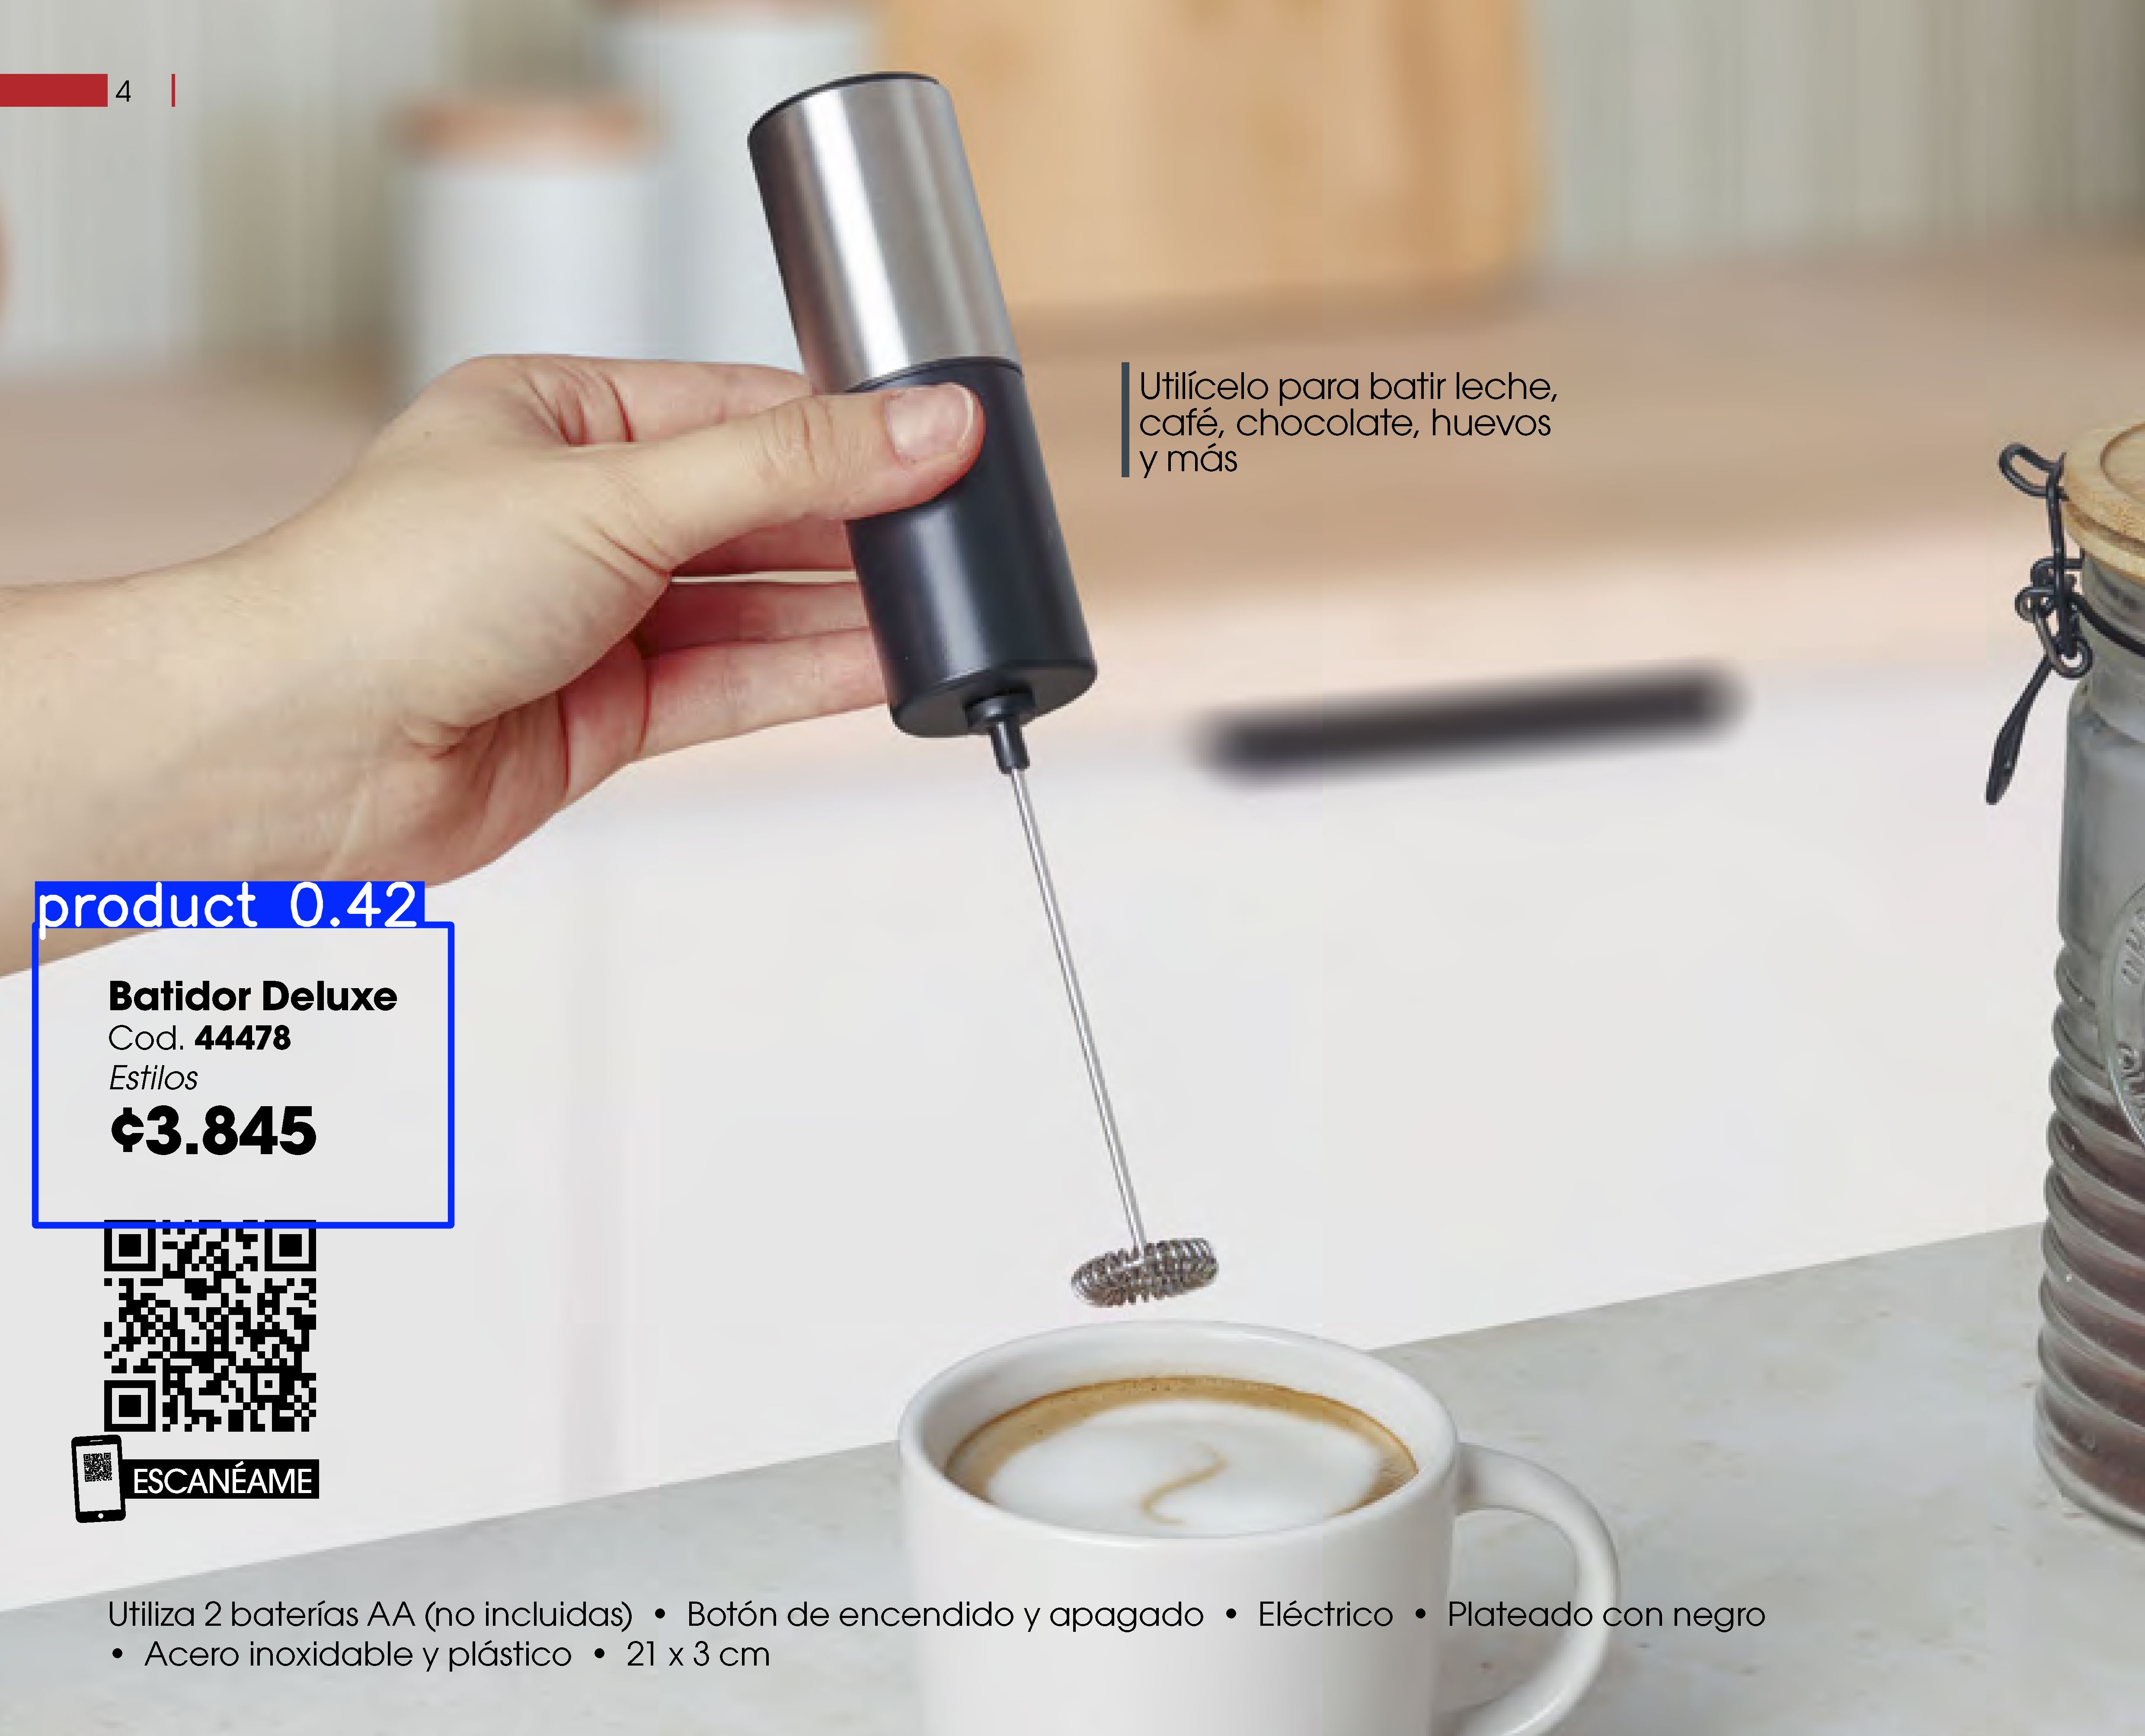 4
Utilícelo para batir leche,
café, chocolate, huevos
y más
product 0.42
Batidor Deluxe
Cod. 44478
Estilos
¢3.845
ESCANÉAME
Utiliza 2 baterías AA (no incluidas) • Botón de encendido y apagado • Eléctrico • Plateado con negro
• Acero inoxidable y plástico • 21 x 3 cm